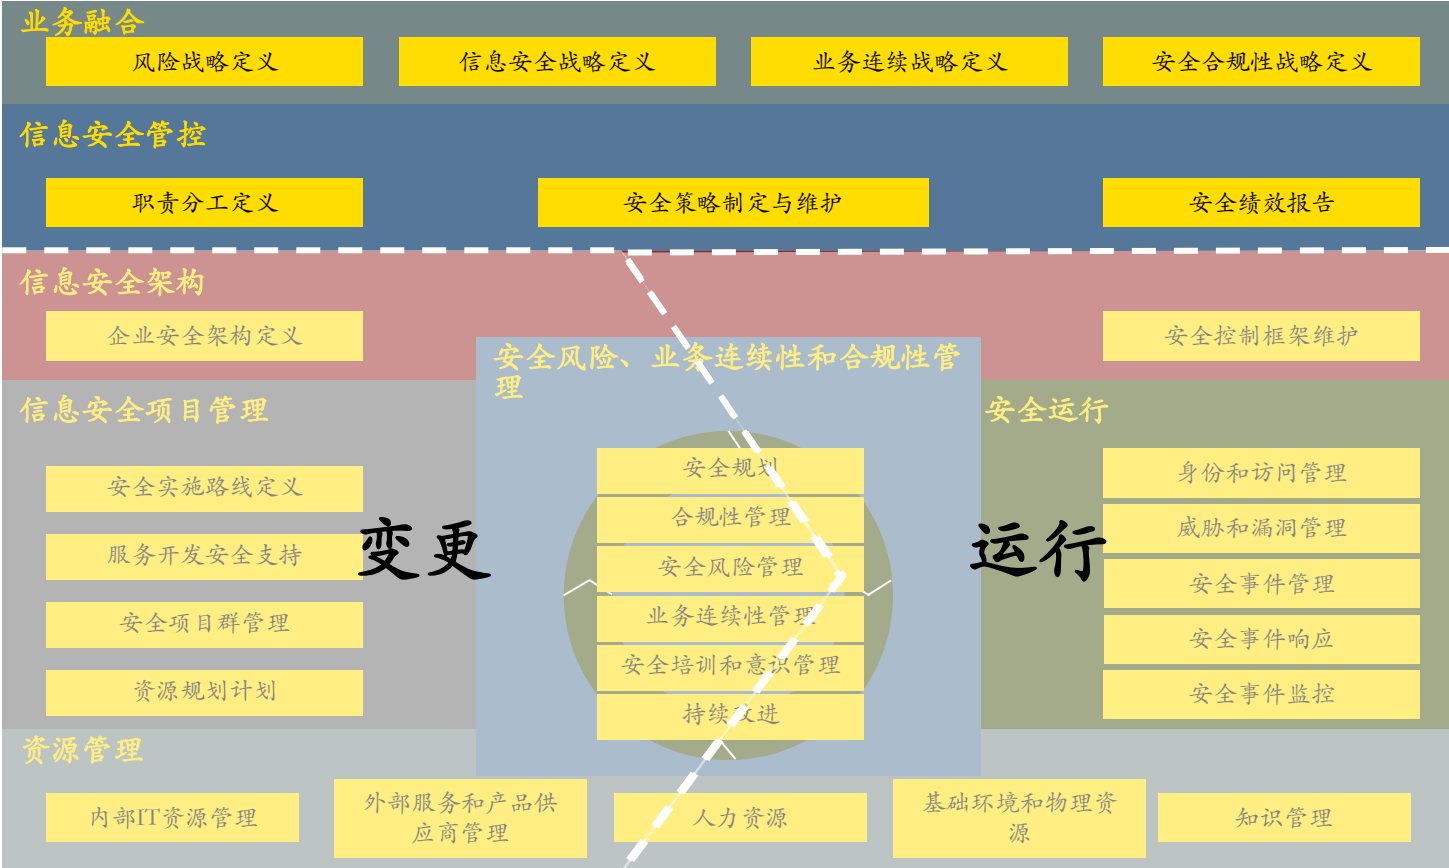 业务融合
风险战略定义
信息安全战略定义
业务连续战略定义
安全合规性战略定义
信息安全管控
职责分工定义
安全策略制定与维护
安全绩效报告
信息安全架构
企业安全架构定义
安全控制框架维护
安全风险、业务连续性和合规性管
理
信息安全项目管理
安全实施路线定义
服务开发安全支持
安全项目群管理
资源规划计划
变更
安全规划
合规性管理
安全风险管理
业务连续性管理
安全培训和意识管理
持续改进
运行
安全运行
身份和访问管理
威胁和漏洞管理
安全事件管理
安全事件响应
安全事件监控
资源管理
内部IT资源管理
外部服务和产品供
应商管理
人力资源
基础环境和物理资
源
知识管理